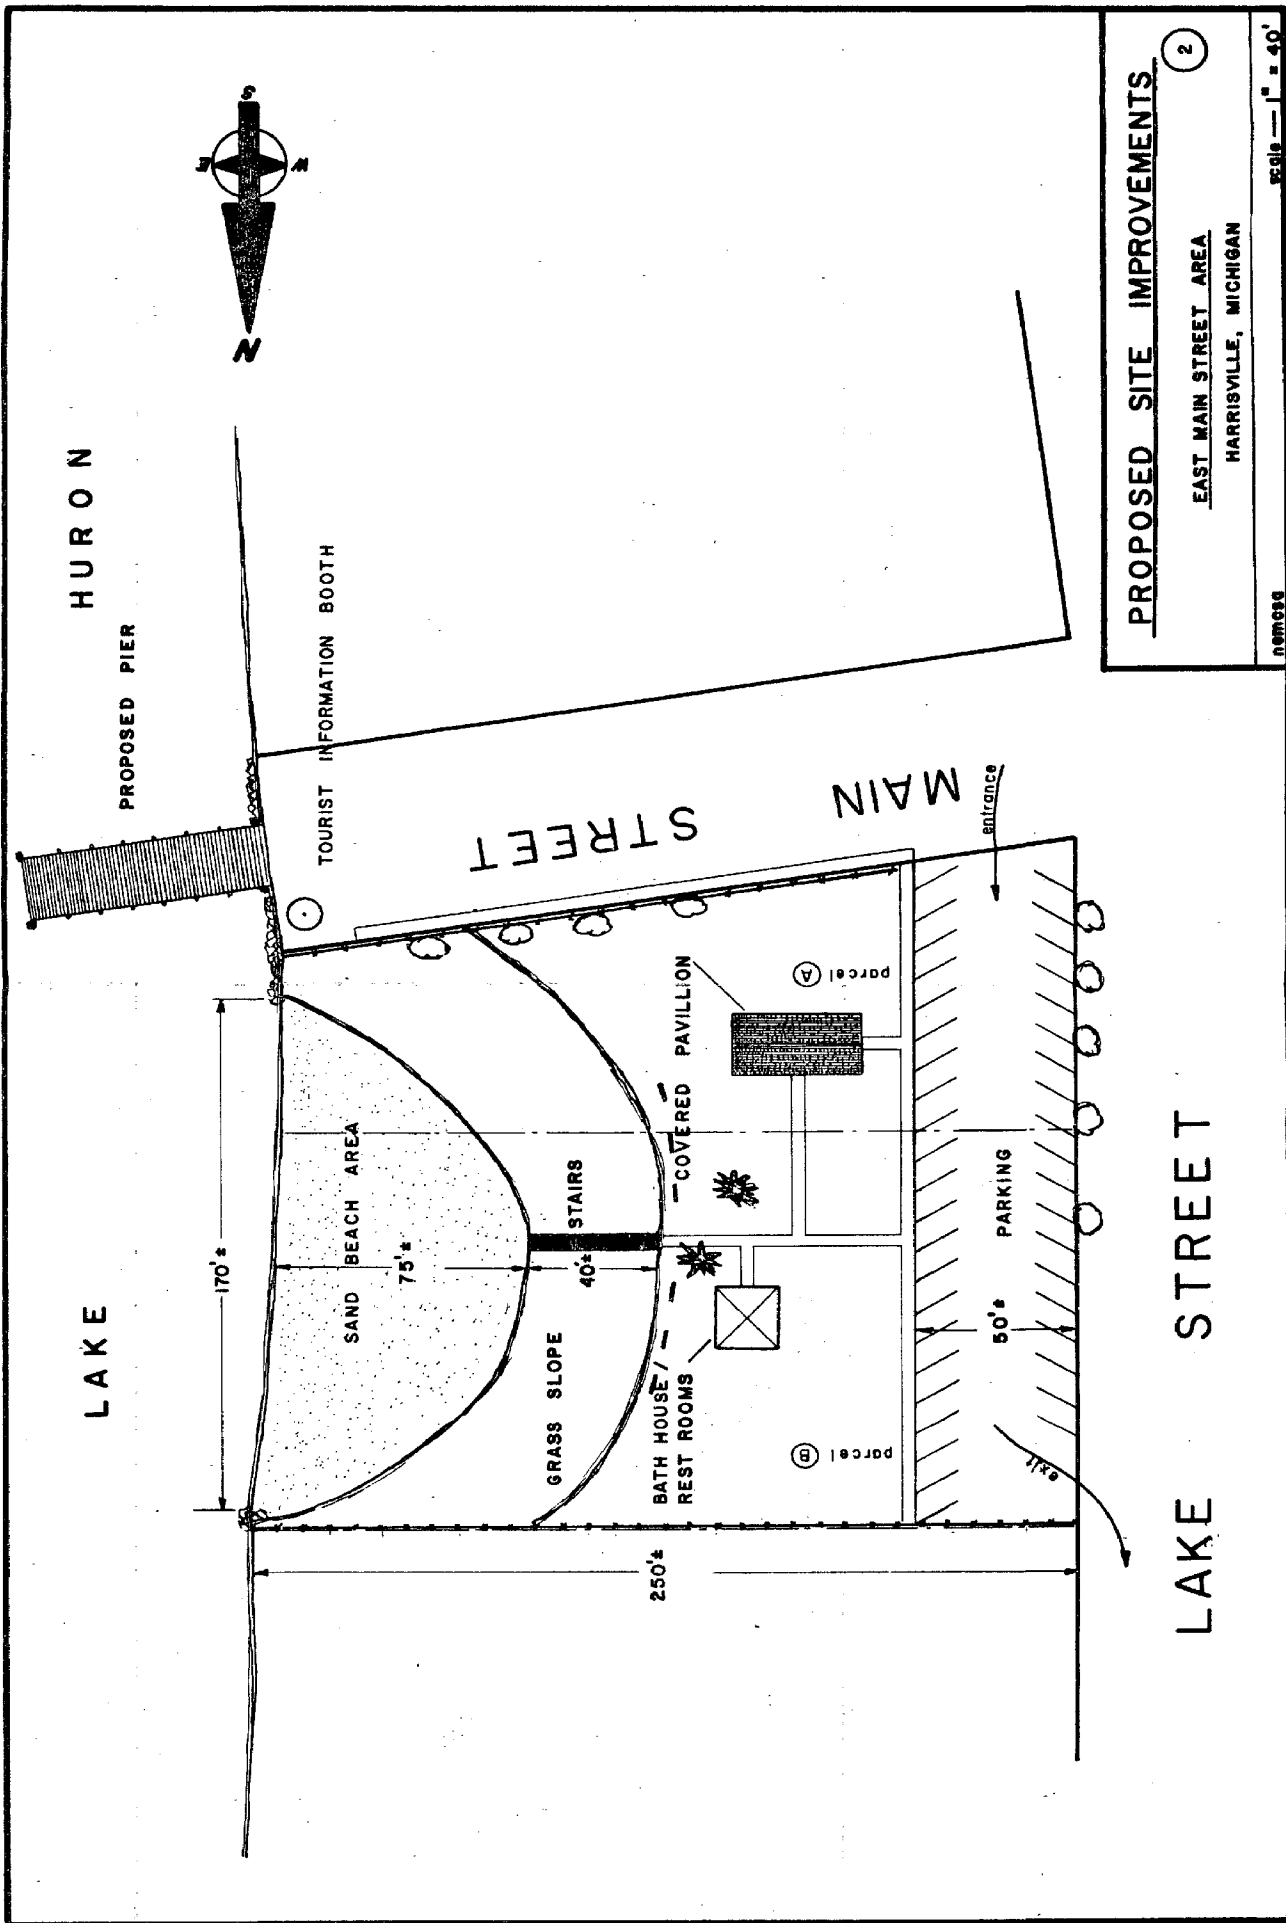 LAKE HURON
PROPOSED PIER
TOURIST INFORMATION BOOTH
N
S
E
W
170'±
SAND BEACH AREA
75'±
STAIRS
40'±
GRASS SLOPE
BATH HOUSE /
REST ROOMS
COVERED PAVILLION
parcel A
parcel B
250'±
MAIN STREET
entrance
PARKING
50'±
exit
LAKE STREET
PROPOSED SITE IMPROVEMENTS
2
EAST MAIN STREET AREA
HARRISVILLE, MICHIGAN
nemcsa
scale — 1" = 40'